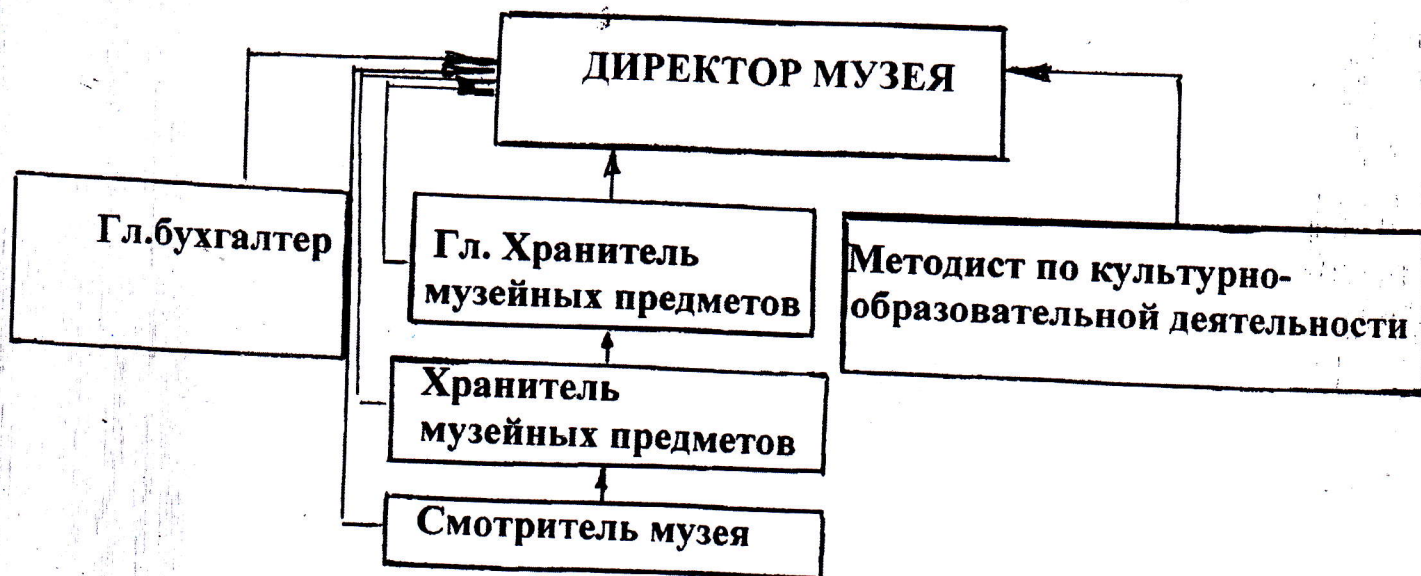 ДИРЕКТОР МУЗЕЯ
Гл.бухгалтер
Гл. Хранитель
музейных предметов
Методист по культурно-
образовательной деятельности
Хранитель
музейных предметов
Смотритель музея